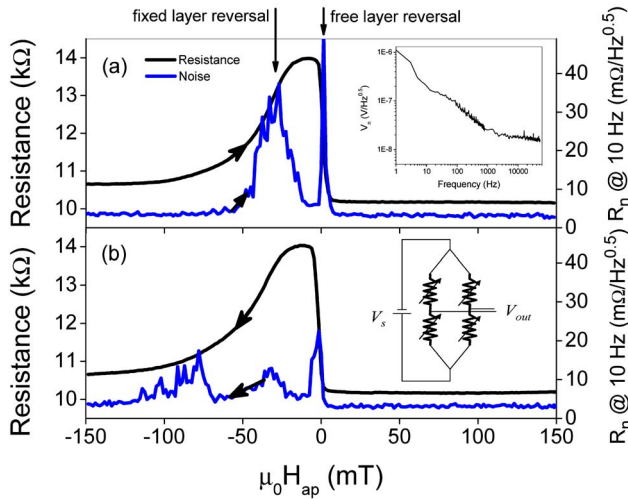 fixed layer reversal free layer reversal
(a)
Resistance
Noise
Resistance (kΩ)
14
13
12
11
10
R_n @ 10 Hz (mΩ/Hz^0.5)
40
30
20
10
0
V_n (V/Hz^0.5)
1E-6
1E-7
1E-8
1 10 100 1000 10000
Frequency (Hz)
(b)
Resistance (kΩ)
14
13
12
11
10
R_n @ 10 Hz (mΩ/Hz^0.5)
40
30
20
10
0
V_s
V_out
-150 -100 -50 0 50 100 150
μ₀H_ap (mT)